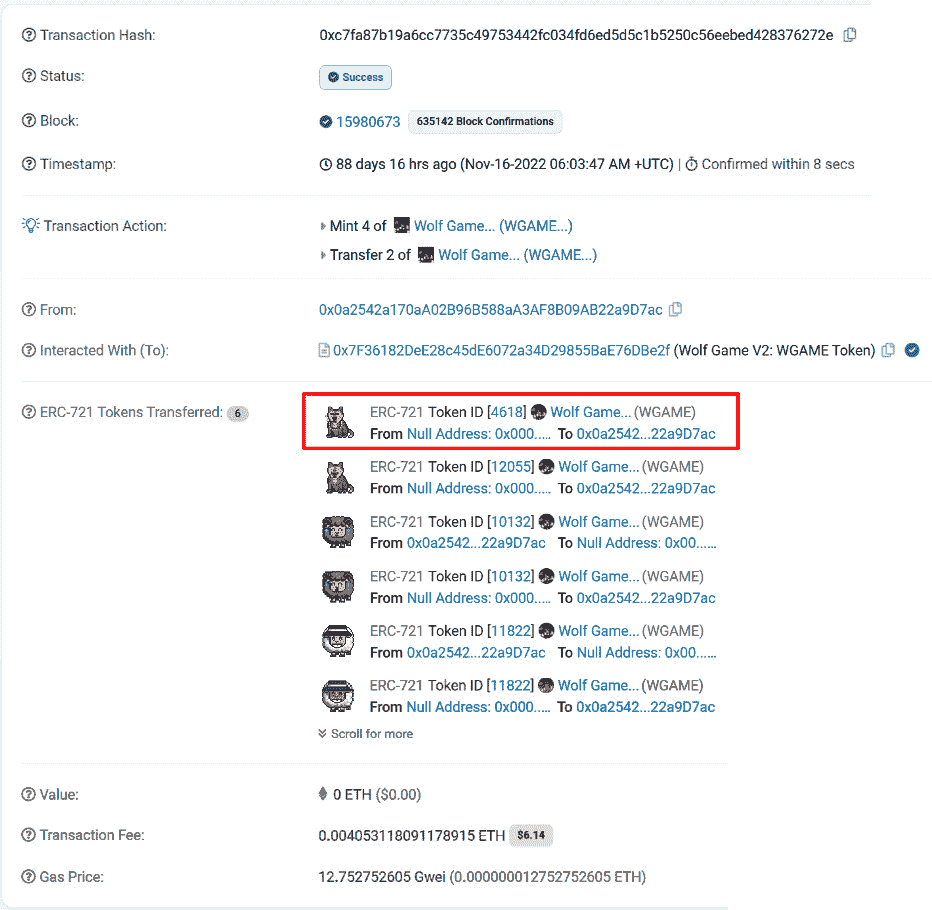 Transaction Hash: 0xc7fa87b19a6cc7735c49753442fc034fd6ed5d5c1b5250c56eebed428376272e
Status: Success
Block: 15980673 635142 Block Confirmations
Timestamp: 88 days 16 hrs ago (Nov-16-2022 06:03:47 AM +UTC) | Confirmed within 8 secs
Transaction Action: Mint 4 of Wolf Game... (WGAME...)
Transfer 2 of Wolf Game... (WGAME...)
From: 0x0a2542a170aA02B96B588aA3AF8B09AB22a9D7ac
Interacted With (To): 0x7F36182DeE28c45dE6072a34D29855BaE76DBe2f (Wolf Game V2: WGAME Token)
ERC-721 Tokens Transferred: 6
ERC-721 Token ID [4618] Wolf Game... (WGAME)
From Null Address: 0x000..... To 0x0a2542...22a9D7ac
ERC-721 Token ID [12055] Wolf Game... (WGAME)
From Null Address: 0x000..... To 0x0a2542...22a9D7ac
ERC-721 Token ID [10132] Wolf Game... (WGAME)
From 0x0a2542...22a9D7ac To Null Address: 0x00......
ERC-721 Token ID [10132] Wolf Game... (WGAME)
From Null Address: 0x000..... To 0x0a2542...22a9D7ac
ERC-721 Token ID [11822] Wolf Game... (WGAME)
From 0x0a2542...22a9D7ac To Null Address: 0x00......
ERC-721 Token ID [11822] Wolf Game... (WGAME)
From Null Address: 0x000..... To 0x0a2542...22a9D7ac
Scroll for more
Value: 0 ETH ($0.00)
Transaction Fee: 0.004053118091178915 ETH $6.14
Gas Price: 12.752752605 Gwei (0.000000012752752605 ETH)